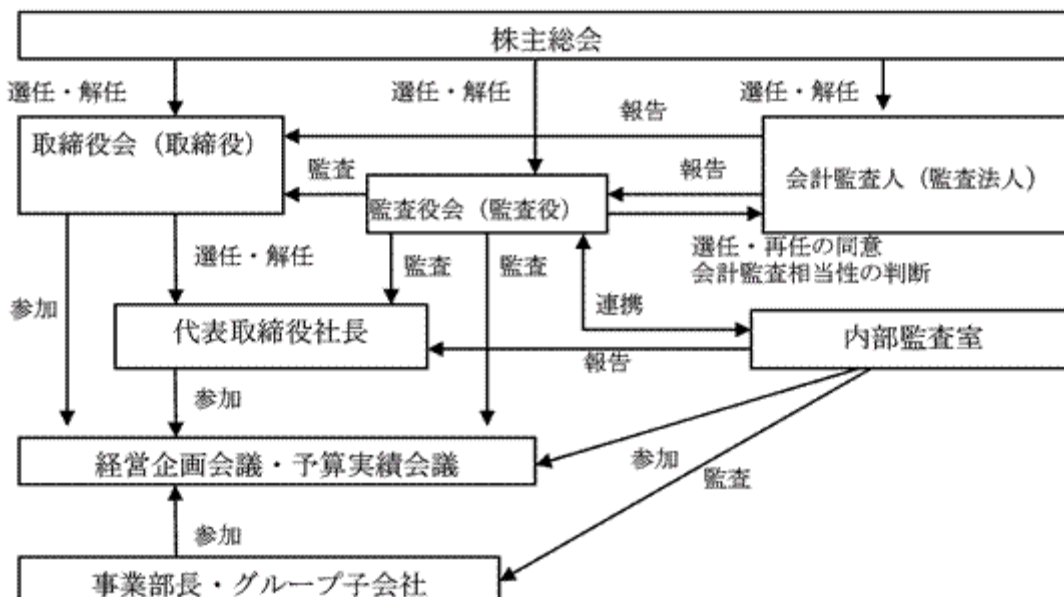 株主総会
選任・解任
選任・解任
選任・解任
報告
取締役会（取締役）
監査
報告
会計監査人（監査法人）
監査役会（監査役）
選任・再任の同意
会計監査相当性の判断
選任・解任
監査
監査
参加
連携
代表取締役社長
内部監査室
報告
参加
経営企画会議・予算実績会議
参加
監査
参加
事業部長・グループ子会社